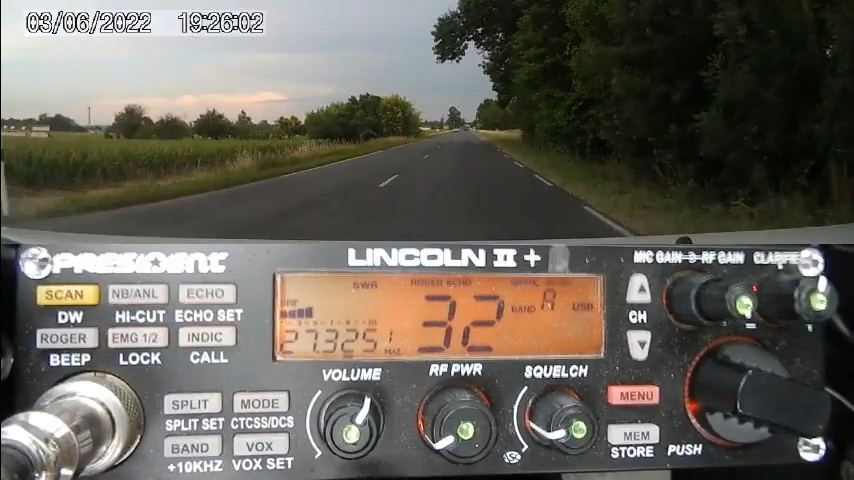 03/06/2022 19:26:02
PRESIDENT LINCOLN II + MIC GAIN RF GAIN CLARIFIER
SCAN NB/ANL ECHO
DW HI-CUT ECHO SET
ROGER EMG 1/2 INDIC
BEEP LOCK CALL
SWR ROGER ECHO
32 BAND A USB
27.325
CH
VOLUME RF PWR SQUELCH
SPLIT MODE
SPLIT SET CTCSS/DCS
BAND VOX
+10KHZ VOX SET
MENU
MEM
STORE PUSH